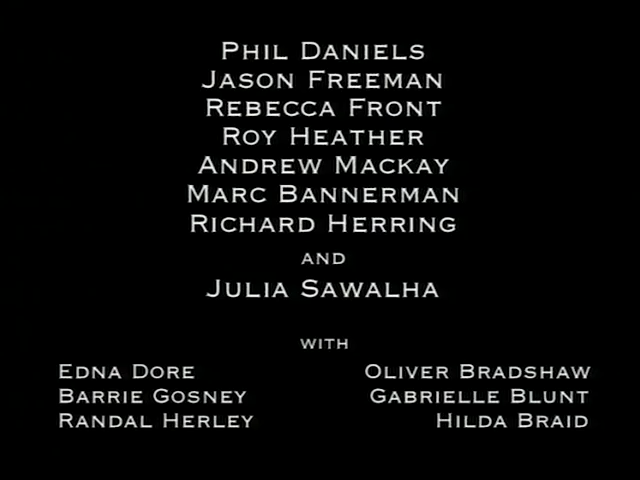 Phil Daniels
Jason Freeman
Rebecca Front
Roy Heather
Andrew Mackay
Marc Bannerman
Richard Herring
and
Julia Sawalha
with
Edna Dore
Oliver Bradshaw
Barrie Gosney
Gabrielle Blunt
Randal Herley
Hilda Braid